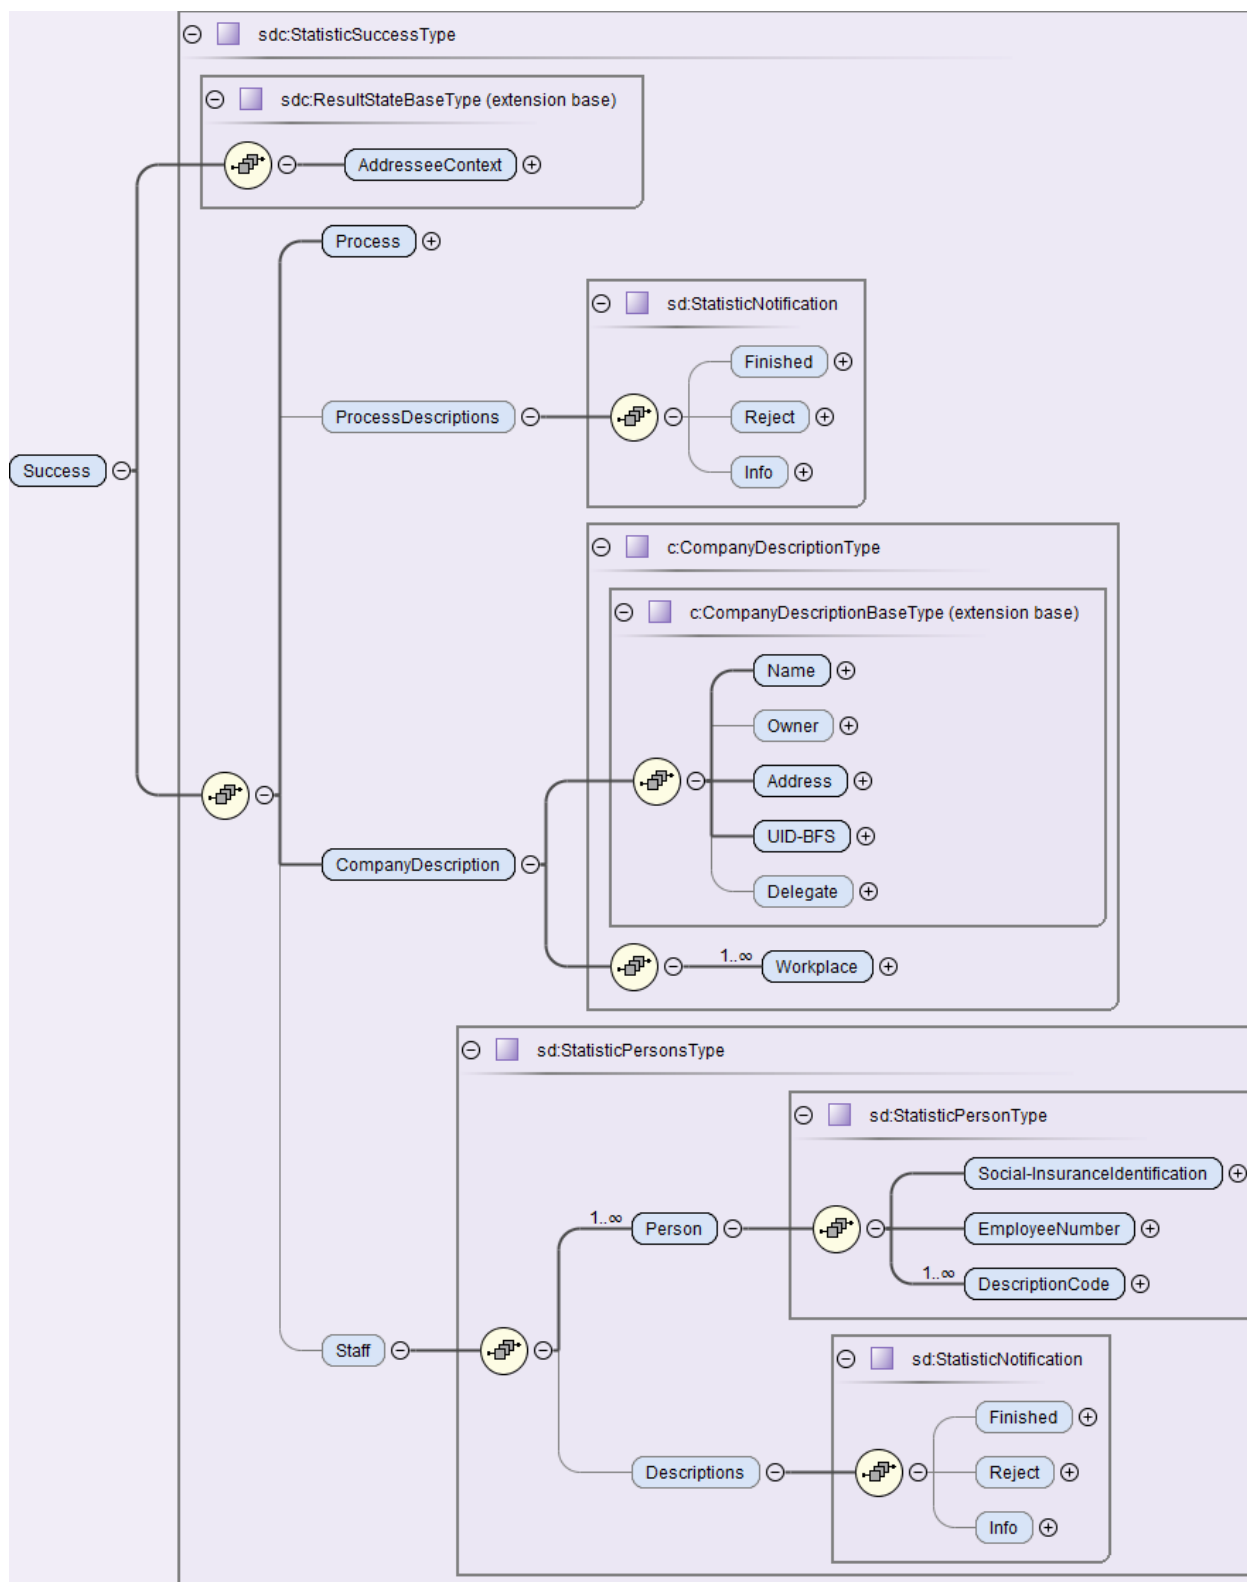 sdc:StatisticSuccessType
sdc:ResultStateBaseType (extension base)
AddresseeContext
Process
sd:StatisticNotification
Finished
ProcessDescriptions
Reject
Success
Info
c:CompanyDescriptionType
c:CompanyDescriptionBaseType (extension base)
Name
Owner
Address
UID-BFS
CompanyDescription
Delegate
1..∞
Workplace
sd:StatisticPersonsType
sd:StatisticPersonType
Social-InsuranceIdentification
1..∞
Person
EmployeeNumber
1..∞
DescriptionCode
Staff
sd:StatisticNotification
Finished
Descriptions
Reject
Info